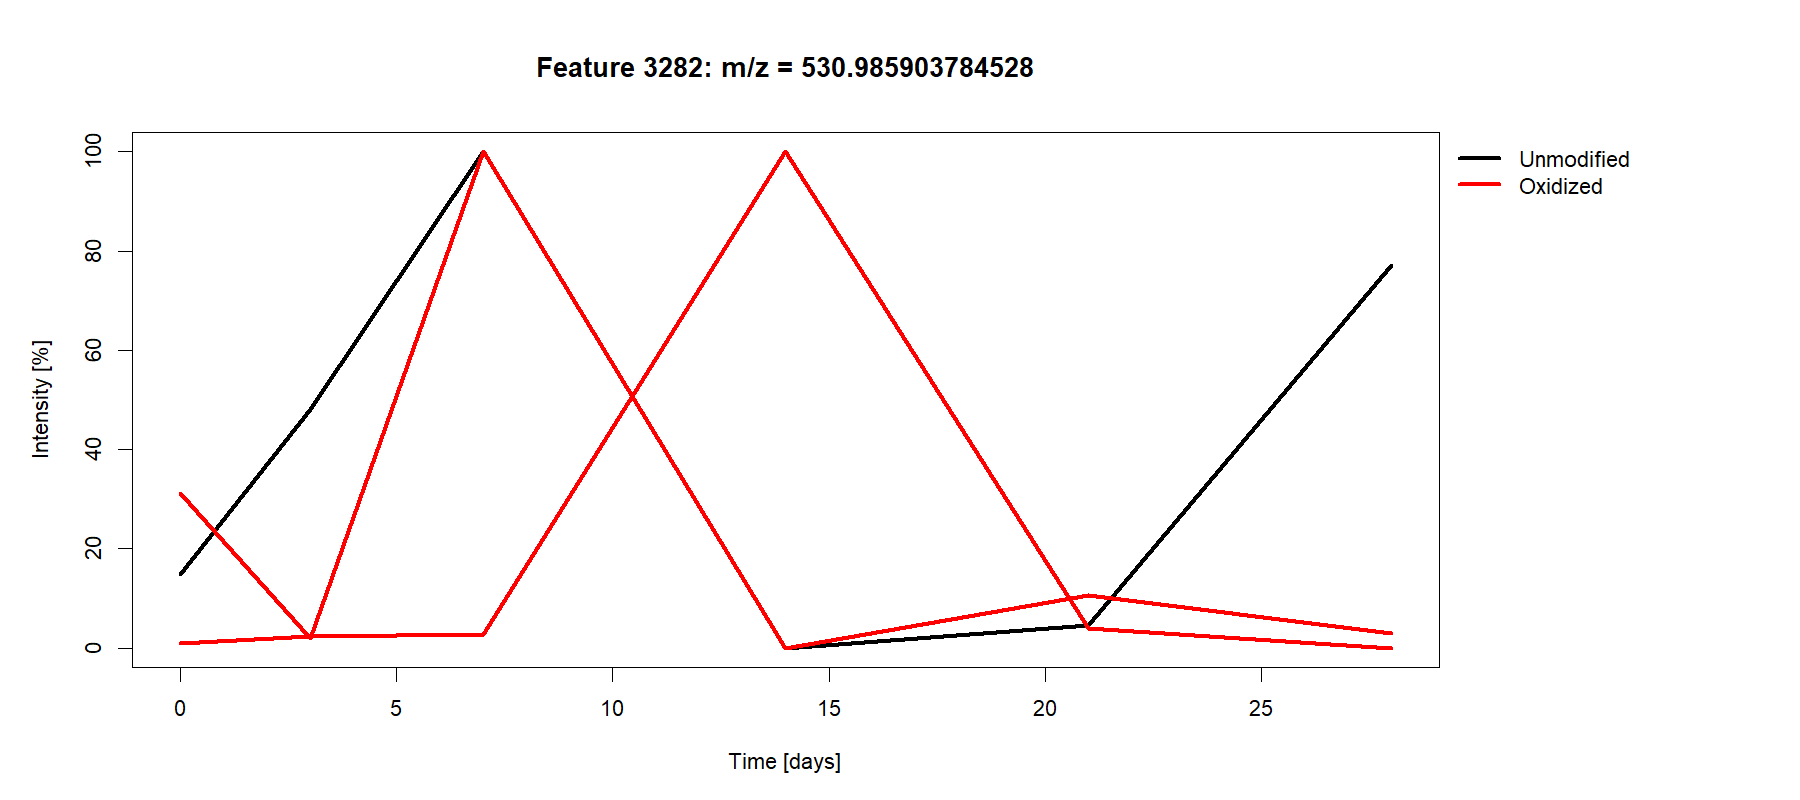 Feature 3282: m/z = 530.985903784528
Unmodified
Oxidized
Intensity [%]
100
80
60
40
20
0
0 5 10 15 20 25
Time [days]